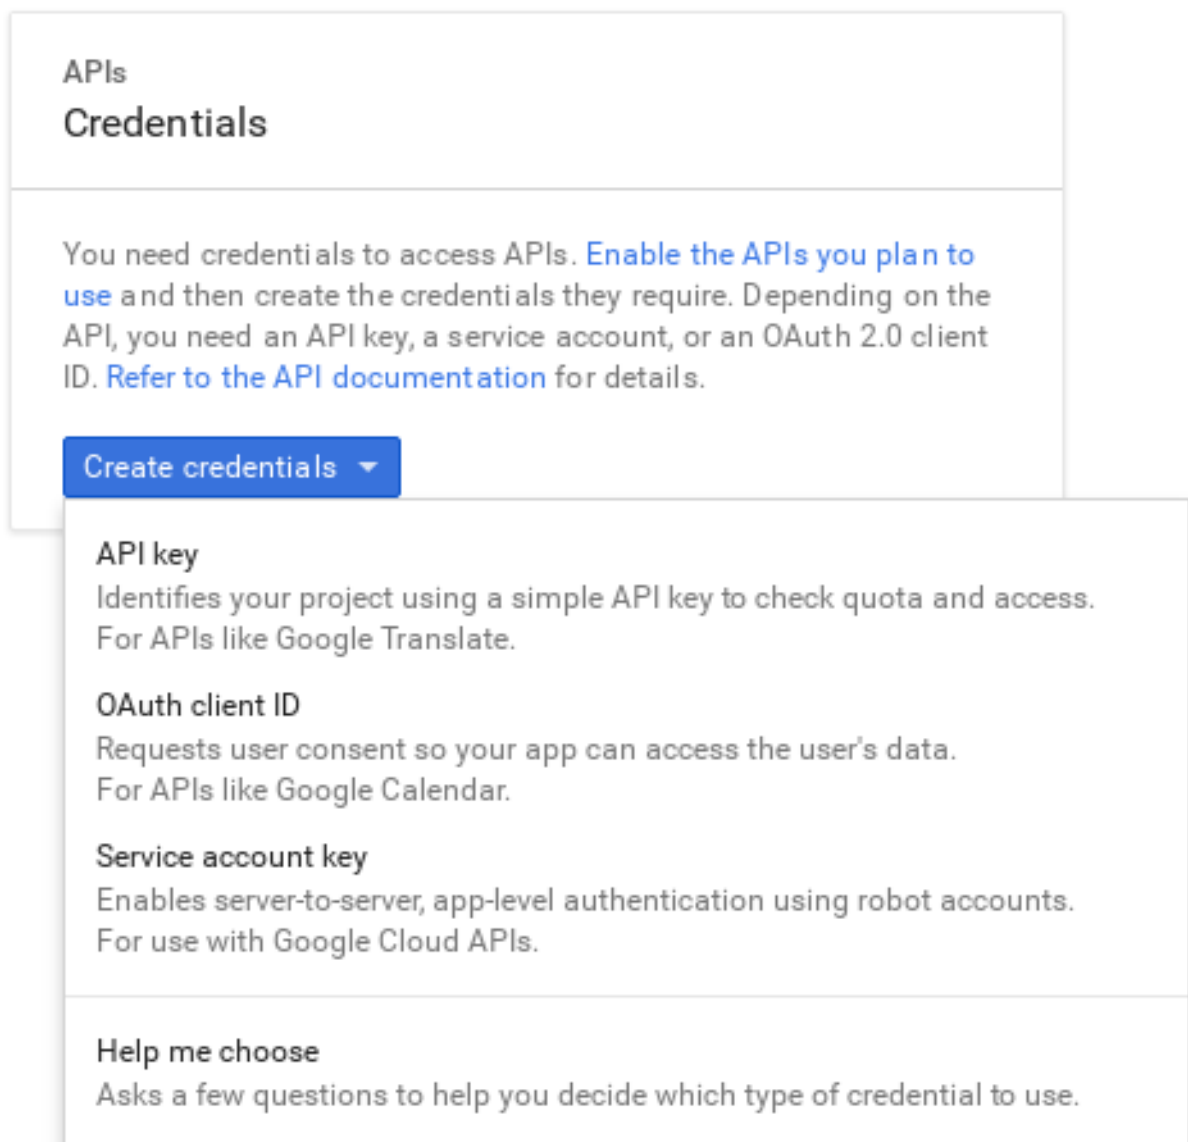 APIs
Credentials
You need credentials to access APIs. Enable the APIs you plan to
use and then create the credentials they require. Depending on the
API, you need an API key, a service account, or an OAuth 2.0 client
ID. Refer to the API documentation for details.
Create credentials
API key
Identifies your project using a simple API key to check quota and access.
For APIs like Google Translate.
OAuth client ID
Requests user consent so your app can access the user's data.
For APIs like Google Calendar.
Service account key
Enables server-to-server, app-level authentication using robot accounts.
For use with Google Cloud APIs.
Help me choose
Asks a few questions to help you decide which type of credential to use.